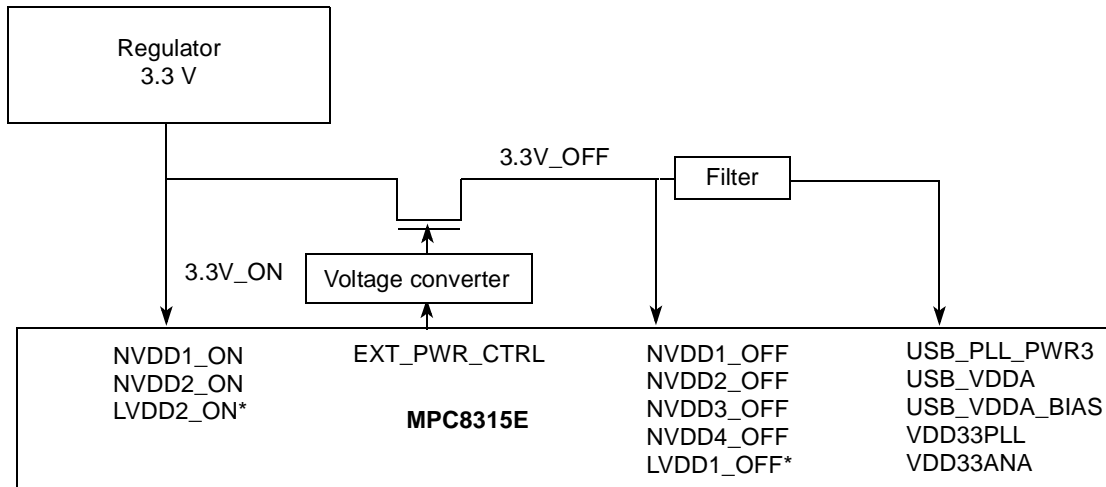 Regulator
3.3 V
3.3V_OFF
Filter
3.3V_ON
Voltage converter
NVDD1_ON
NVDD2_ON
LVDD2_ON*
EXT_PWR_CTRL
MPC8315E
NVDD1_OFF
NVDD2_OFF
NVDD3_OFF
NVDD4_OFF
LVDD1_OFF*
USB_PLL_PWR3
USB_VDDA
USB_VDDA_BIAS
VDD33PLL
VDD33ANA